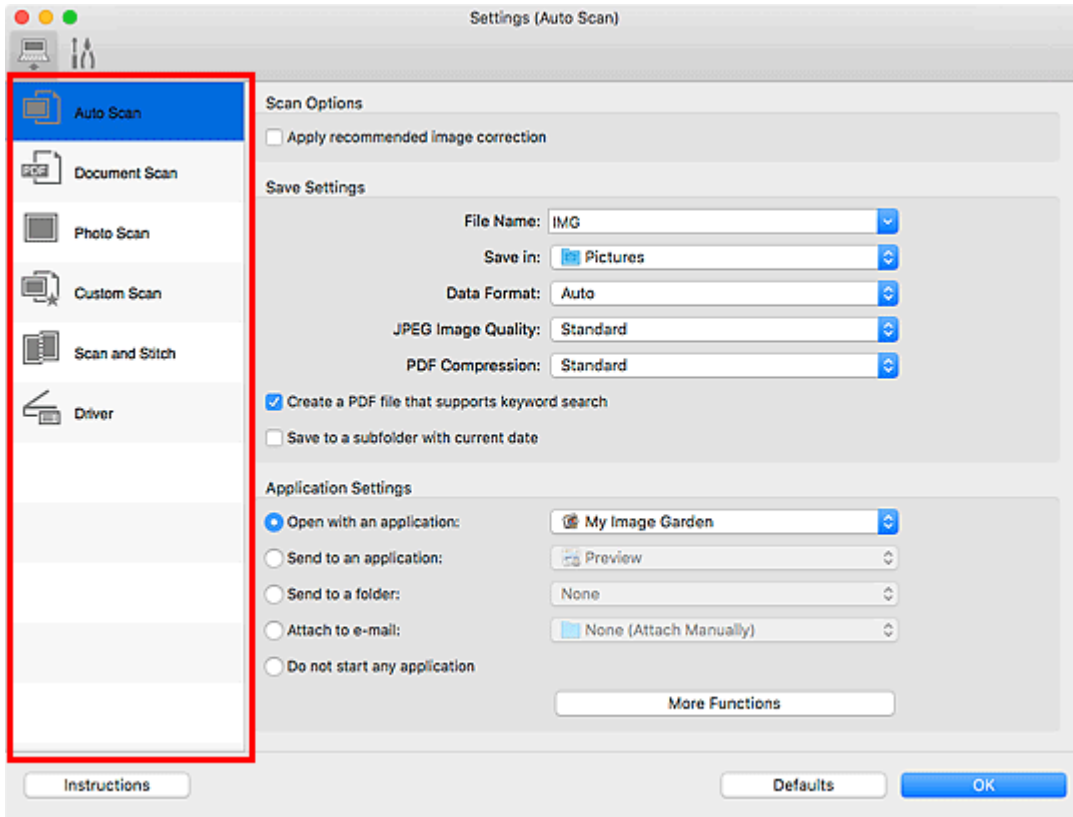 Settings (Auto Scan)
Auto Scan
Document Scan
Photo Scan
Custom Scan
Scan and Stitch
Driver
Scan Options
Apply recommended image correction
Save Settings
File Name: IMG
Save in: Pictures
Data Format: Auto
JPEG Image Quality: Standard
PDF Compression: Standard
Create a PDF file that supports keyword search
Save to a subfolder with current date
Application Settings
Open with an application: My Image Garden
Send to an application: Preview
Send to a folder: None
Attach to e-mail: None (Attach Manually)
Do not start any application
More Functions
Instructions Defaults OK